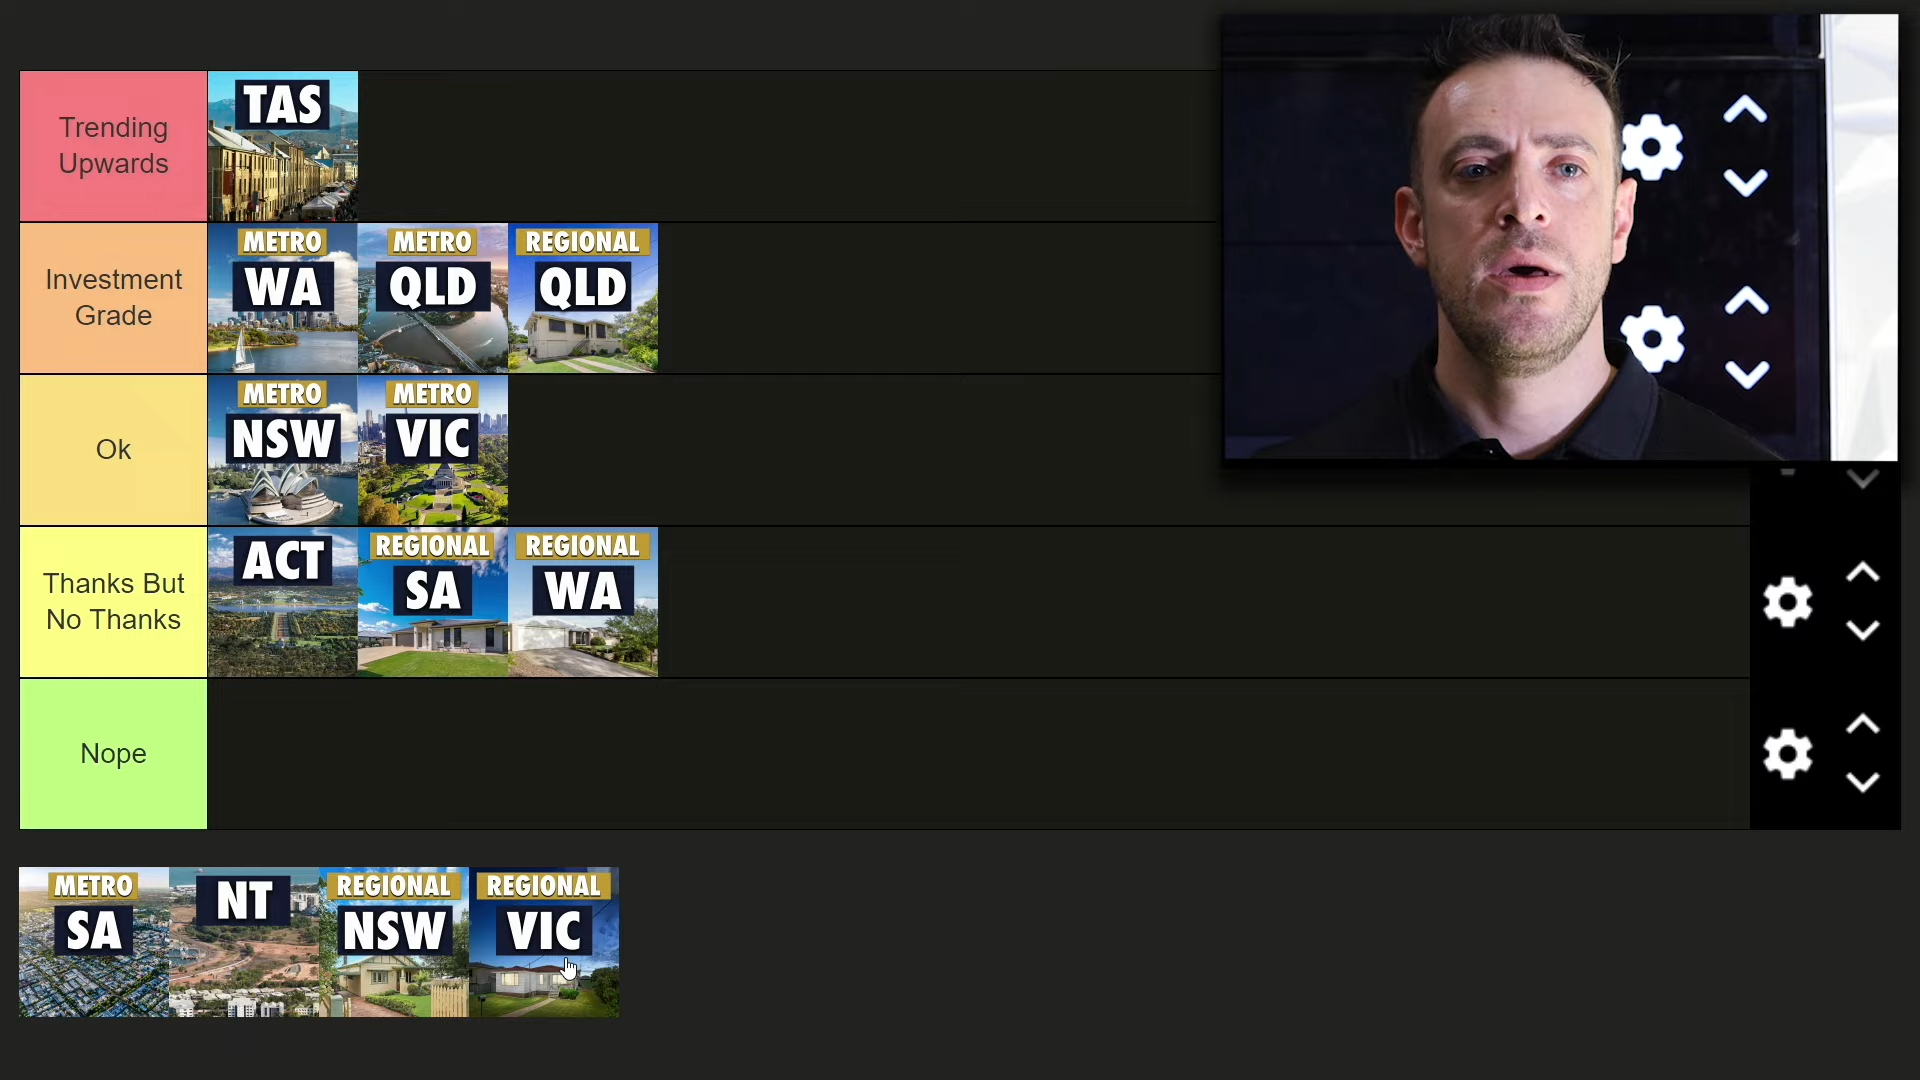 Trending
Upwards
TAS
Investment
Grade
METRO
WA
METRO
QLD
REGIONAL
QLD
Ok
METRO
NSW
METRO
VIC
Thanks But
No Thanks
ACT
REGIONAL
SA
REGIONAL
WA
Nope
METRO
SA
NT
REGIONAL
NSW
REGIONAL
VIC